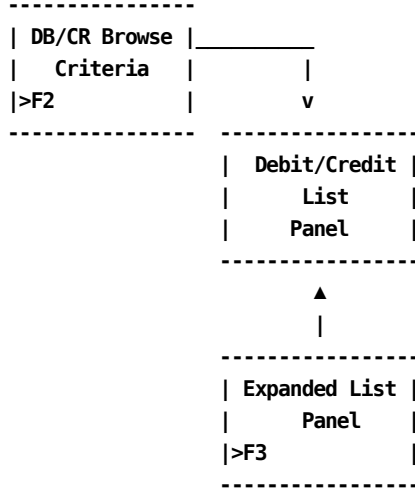 DB/CR Browse
Criteria
>F2
v
Debit/Credit
List
Panel
Expanded List
Panel
>F3